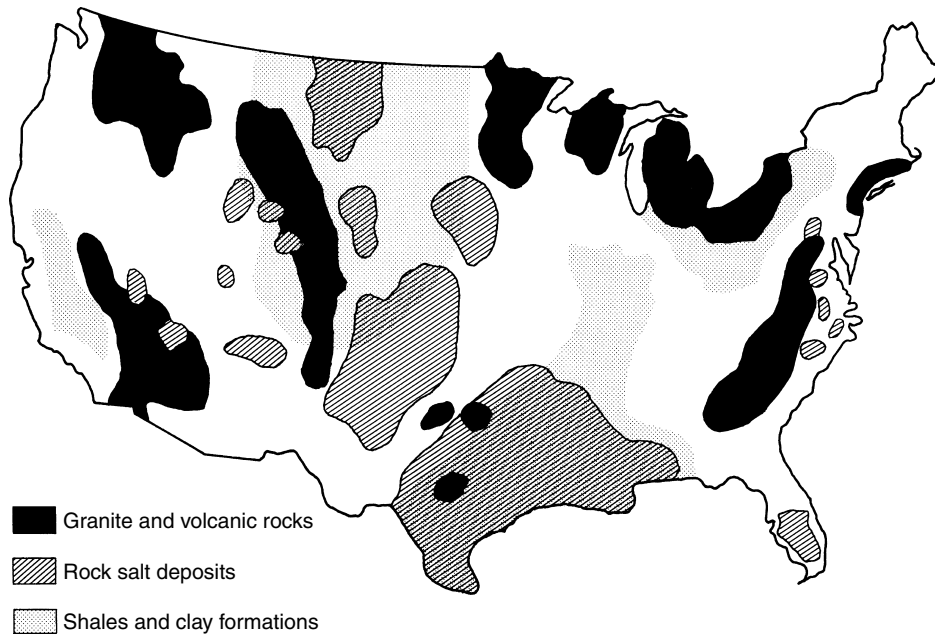 Granite and volcanic rocks
Rock salt deposits
Shales and clay formations